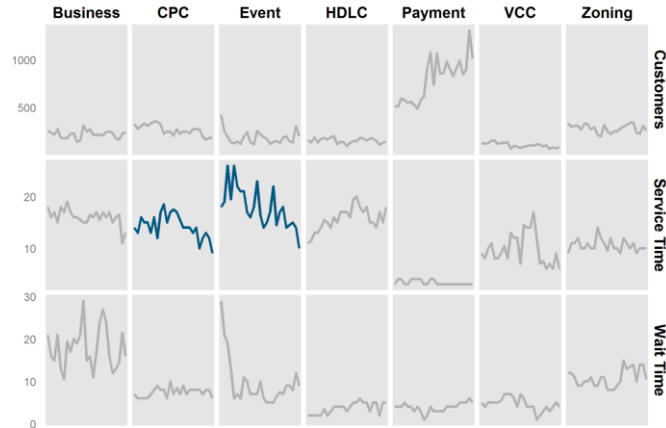 Business CPC Event HDLC Payment VCC Zoning
1000
500
Customers
20
10
Service Time
30
20
10
0
Wait Time